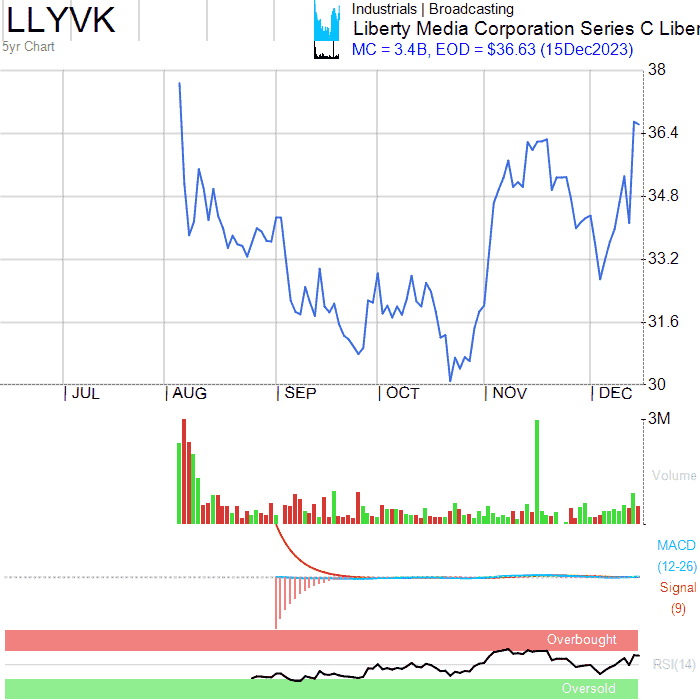 LLYVK
5yr Chart
Industrials | Broadcasting
Liberty Media Corporation Series C Liber
MC = 3.4B, EOD = $36.63 (15Dec2023)
38
36.4
34.8
33.2
31.6
30
JUL
AUG
SEP
OCT
NOV
DEC
3M
Volume
MACD
(12-26)
Signal
(9)
Overbought
RSI(14)
Oversold